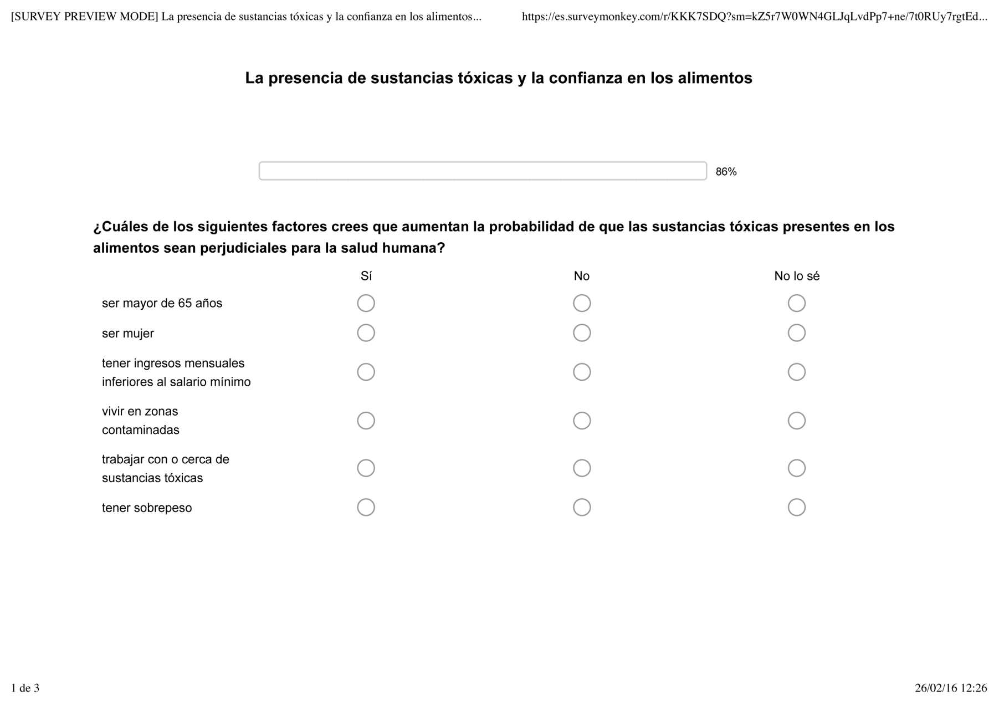 [SURVEY PREVIEW MODE] La presencia de sustancias tóxicas y la confianza en los alimentos...
https://es.surveymonkey.com/r/KKK7SDQ?sm=kZ5r7W0WN4GLJqLvdPp7+ne/7t0RUy7rgtEd...
La presencia de sustancias tóxicas y la confianza en los alimentos
86%
¿Cuáles de los siguientes factores crees que aumentan la probabilidad de que las sustancias tóxicas presentes en los
alimentos sean perjudiciales para la salud humana?
Sí No No lo sé
ser mayor de 65 años
ser mujer
tener ingresos mensuales
inferiores al salario mínimo
vivir en zonas
contaminadas
trabajar con o cerca de
sustancias tóxicas
tener sobrepeso
1 de 3
26/02/16 12:26